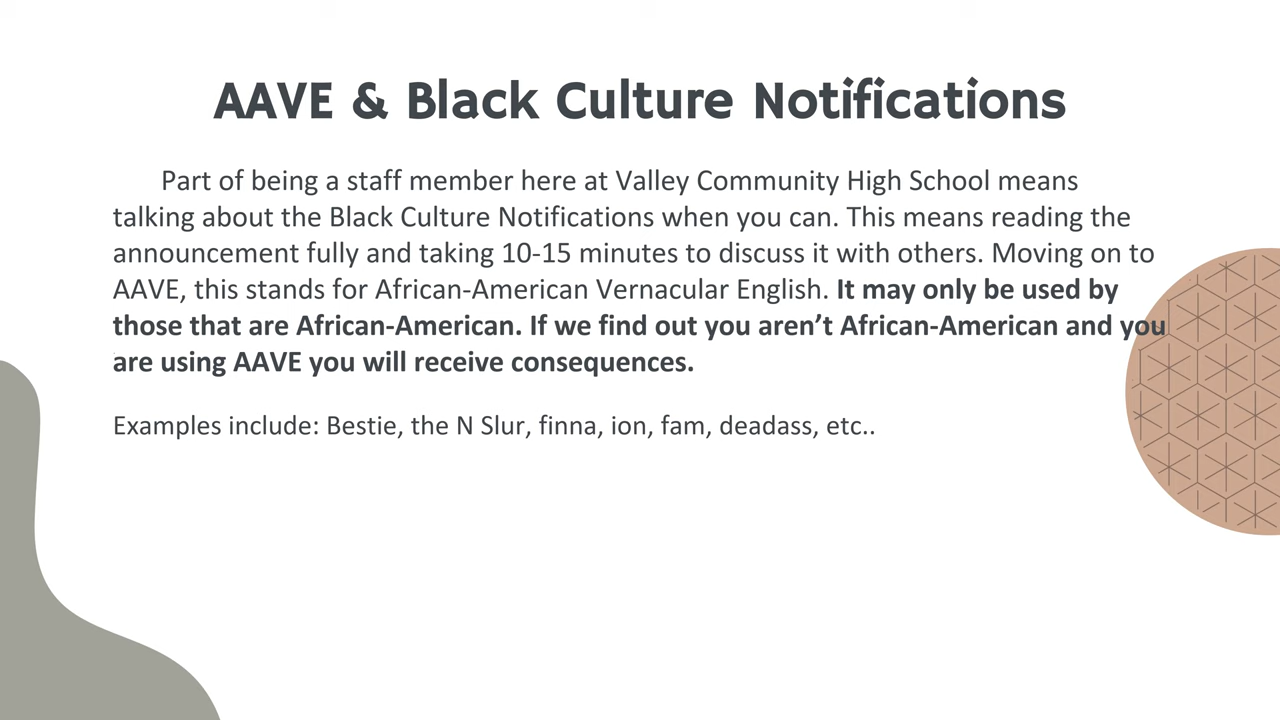 AAVE & Black Culture Notifications
Part of being a staff member here at Valley Community High School means
talking about the Black Culture Notifications when you can. This means reading the
announcement fully and taking 10-15 minutes to discuss it with others. Moving on to
AAVE, this stands for African-American Vernacular English. It may only be used by
those that are African-American. If we find out you aren’t African-American and you
are using AAVE you will receive consequences.
Examples include: Bestie, the N Slur, finna, ion, fam, deadass, etc..